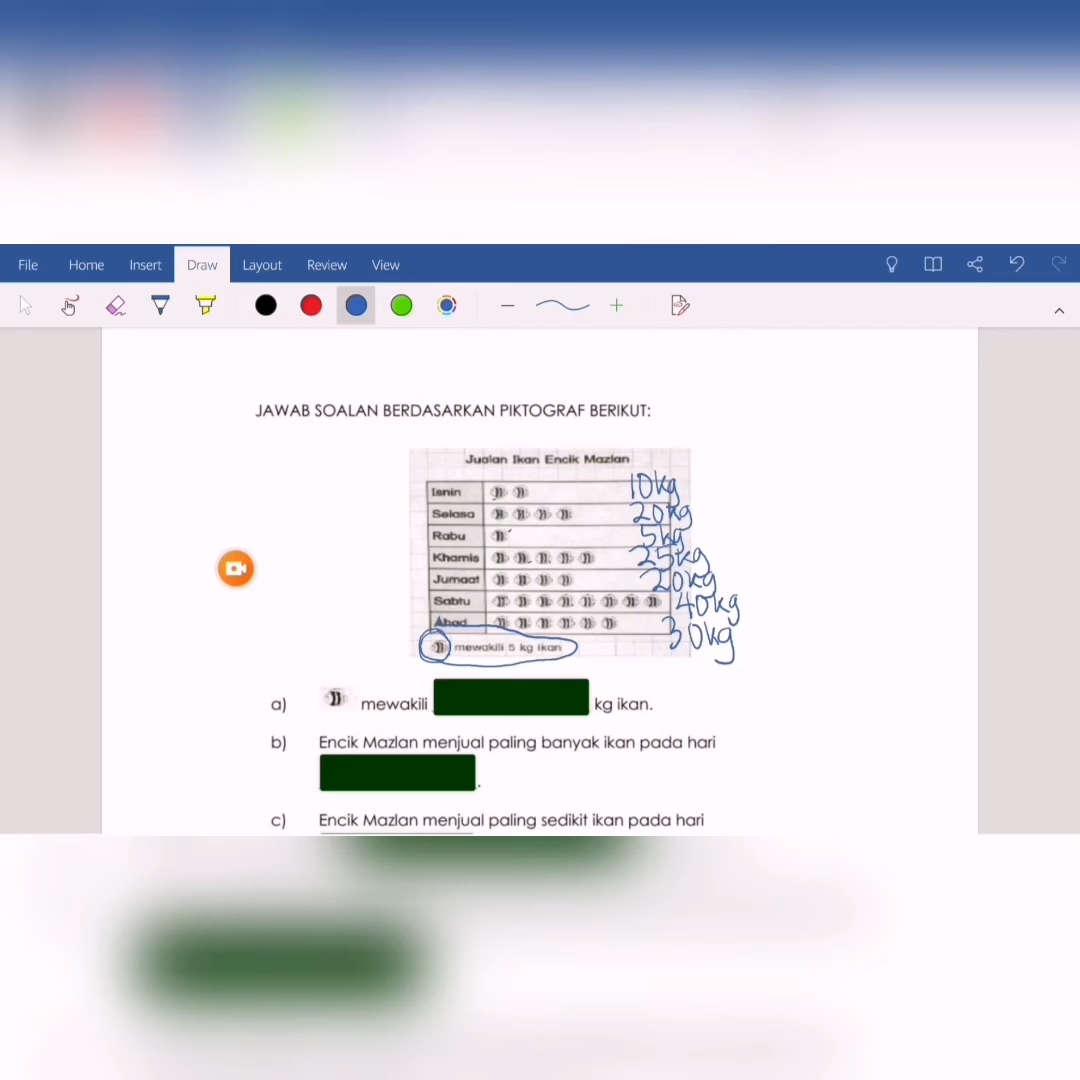 File Home Insert Draw Layout Review View
JAWAB SOALAN BERDASARKAN PIKTOGRAF BERIKUT:
Jualan Ikan Encik Mazlan
Isnin 10kg
Selasa 20kg
Rabu 5kg
Khamis 25kg
Jumaat 20kg
Sabtu 40kg
Ahad 30kg
mewakili 5 kg ikan
a) mewakili kg ikan.
b) Encik Mazlan menjual paling banyak ikan pada hari
.
c) Encik Mazlan menjual paling sedikit ikan pada hari